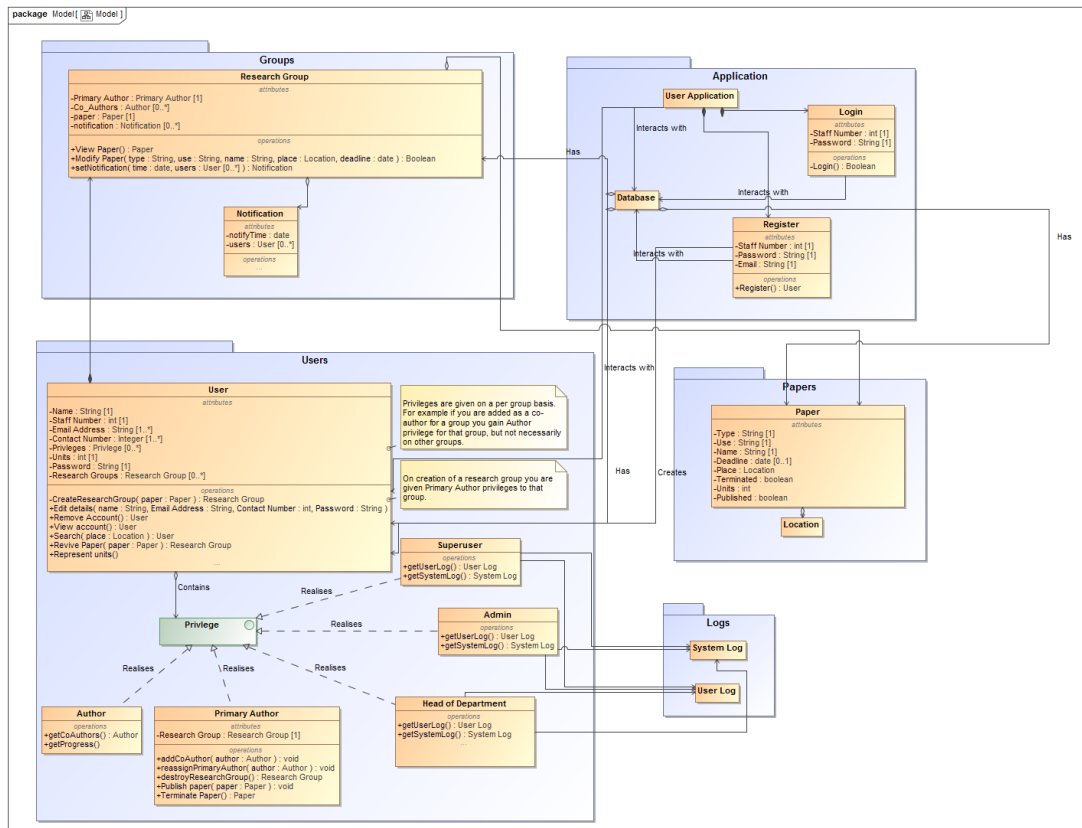 package Model [ Model ]
Groups
Research Group
attributes
-Primary Author : Primary Author [1]
-Co_Authors : Author [0..*]
-paper : Paper [1]
-notification : Notification [0..*]
operations
+View Paper() : Paper
+Modify Paper( type : String, use : String, name : String, place : Location, deadline : date ) : Boolean
+setNotification( time : date, users : User [0..*] ) : Notification
Notification
attributes
-notifyTime : date
-users : User [0..*]
operations
...
Application
User Application
Login
attributes
-Staff Number : int [1]
-Password : String [1]
operations
-Login() : Boolean
Interacts with
Has
Interacts with
Database
Register
attributes
-Staff Number : int [1]
-Password : String [1]
-Email : String [1]
operations
+Register() : User
Interacts with
Has
Users
User
attributes
-Name : String [1]
-Staff Number : int [1]
-Email Address : String [1..*]
-Contact Number : Integer [1..*]
-Privileges : Privilege [0..*]
-Units : int [1]
-Password : String [1]
-Research Groups : Research Group [0..*]
operations
-CreateResearchGroup( paper : Paper ) : Research Group
+Edit details( name : String, Email Address : String, Contact Number : int, Password : String )
+Remove Account() : User
+View account() : User
+Search( place : Location ) : User
+Revive Paper( paper : Paper ) : Research Group
+Represent units()
...
Privileges are given on a per group basis.
For example if you are added as a co-
author for a group you gain Author
privilege for that group, but not necessarily
on other groups.
On creation of a research group you are
given Primary Author privileges to that
group.
Interacts with
Has
Creates
Papers
Paper
attributes
-Type : String [1]
-Use : String [1]
-Name : String [1]
-Deadline : date [0..1]
-Place : Location
-Terminated : boolean
-Units : int
-Published : boolean
Location
Contains
Privilege
Superuser
operations
+getUserLog() : User Log
+getSystemLog() : System Log
Realises
Admin
operations
+getUserLog() : User Log
+getSystemLog() : System Log
Realises
Logs
System Log
User Log
Realises
Realises
Realises
Author
operations
+getCoAuthors() : Author
+getProgress()
Primary Author
attributes
-Research Group : Research Group [1]
operations
+addCoAuthor( author : Author ) : void
+reassignPrimaryAuthor( author : Author ) : void
+destroyResearchGroup() : Research Group
+Publish paper( paper : Paper ) : void
+Terminate Paper() : Paper
Head of Department
operations
+getUserLog() : User Log
+getSystemLog() : System Log
...